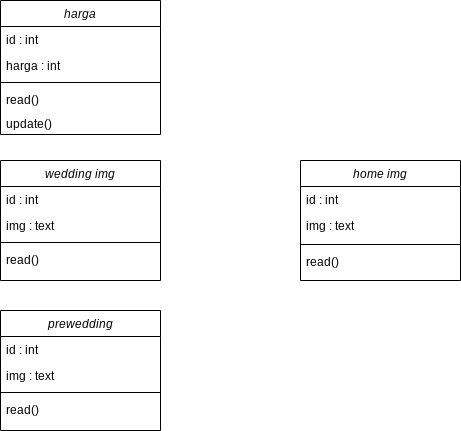 harga
id : int
harga : int
read()
update()
wedding img
id : int
img : text
read()
home img
id : int
img : text
read()
prewedding
id : int
img : text
read()